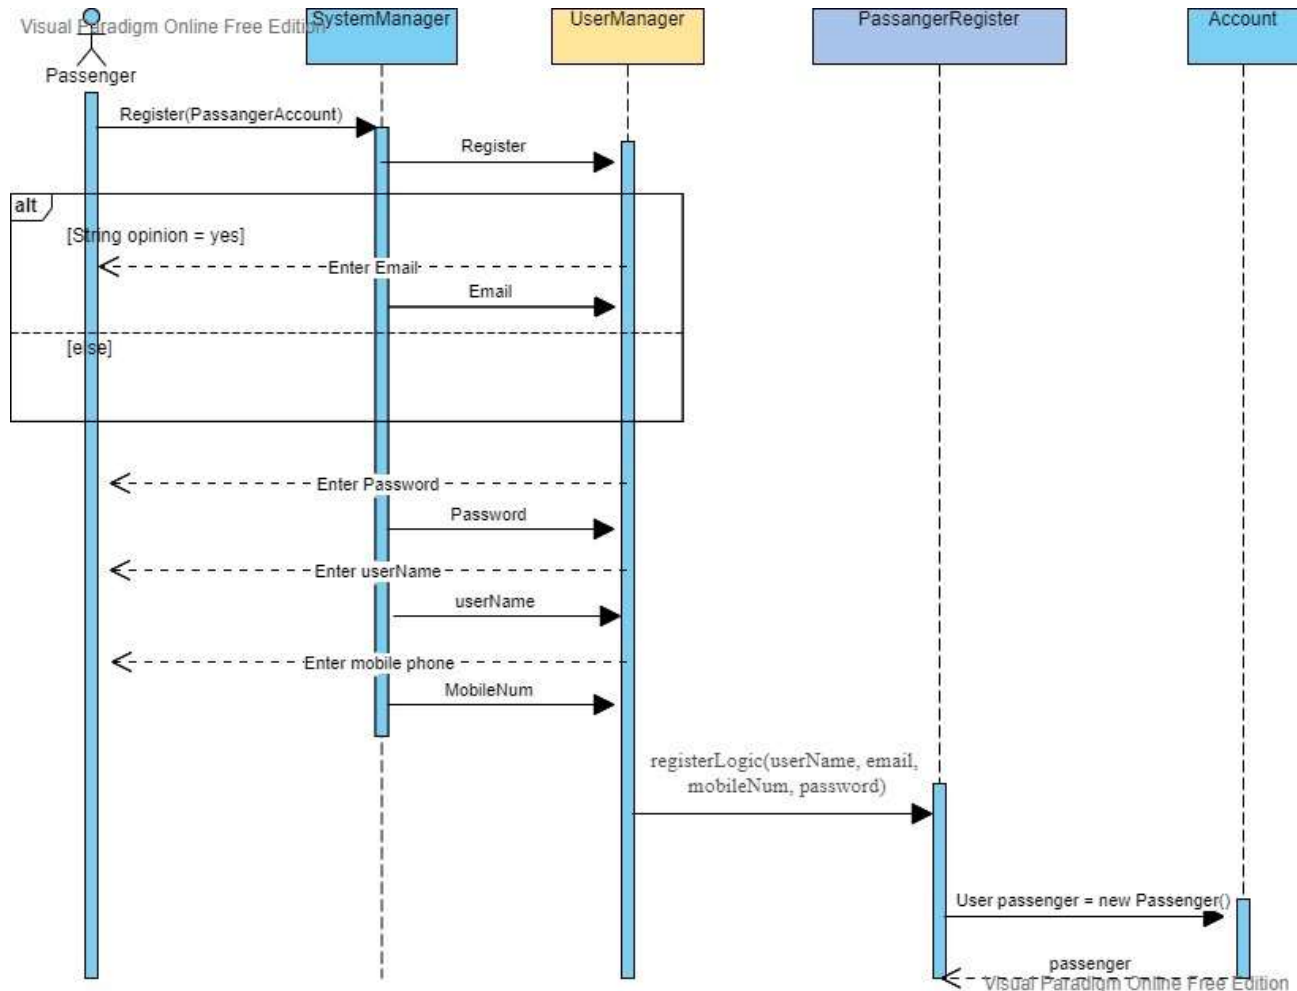 Visual Paradigm Online Free Edition
SystemManager
UserManager
PassangerRegister
Account
Passenger
Register(PassangerAccount)
Register
alt
[String opinion = yes]
Enter Email
Email
[else]
Enter Password
Password
Enter userName
userName
Enter mobile phone
MobileNum
registerLogic(userName, email,
mobileNum, password)
User passenger = new Passenger()
passenger
Visual Paradigm Online Free Edition